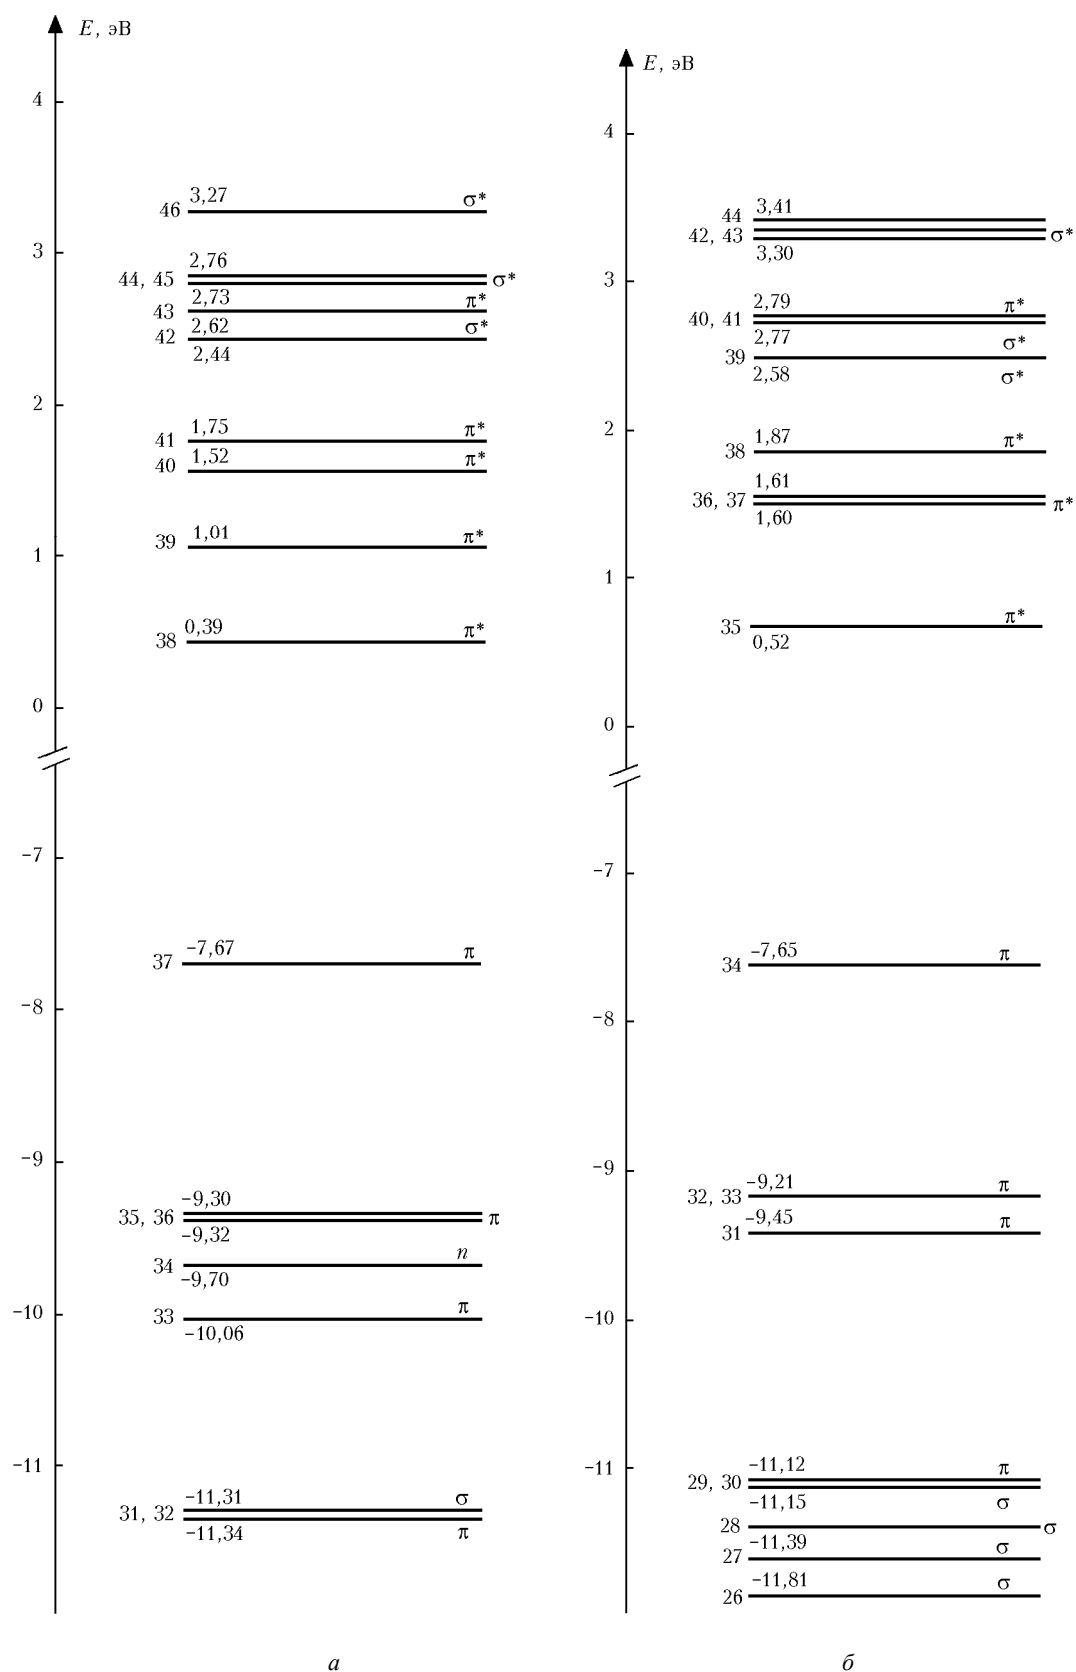 E, эВ
4
3,27
46
σ*
3
2,76
44, 45
σ*
2,73
π*
43
2,62
σ*
42
2,44
2
1,75
π*
41
1,52
π*
40
1,01
π*
39
1
0,39
π*
38
0
−7
−7,67
π
37
−8
−9
−9,30
35, 36
π
−9,32
n
34
−9,70
π
33
−10
−10,06
−11
−11,31
σ
31, 32
−11,34
π
а
E, эВ
4
3,41
44
42, 43
σ*
3,30
3
2,79
π*
40, 41
2,77
σ*
39
2,58
σ*
2
1,87
π*
38
1,61
36, 37
π*
1,60
1
π*
35
0,52
0
−7
−7,65
π
34
−8
−9
−9,21
π
32, 33
−9,45
π
31
−10
−11
−11,12
π
29, 30
−11,15
σ
28
σ
−11,39
σ
27
−11,81
σ
26
б